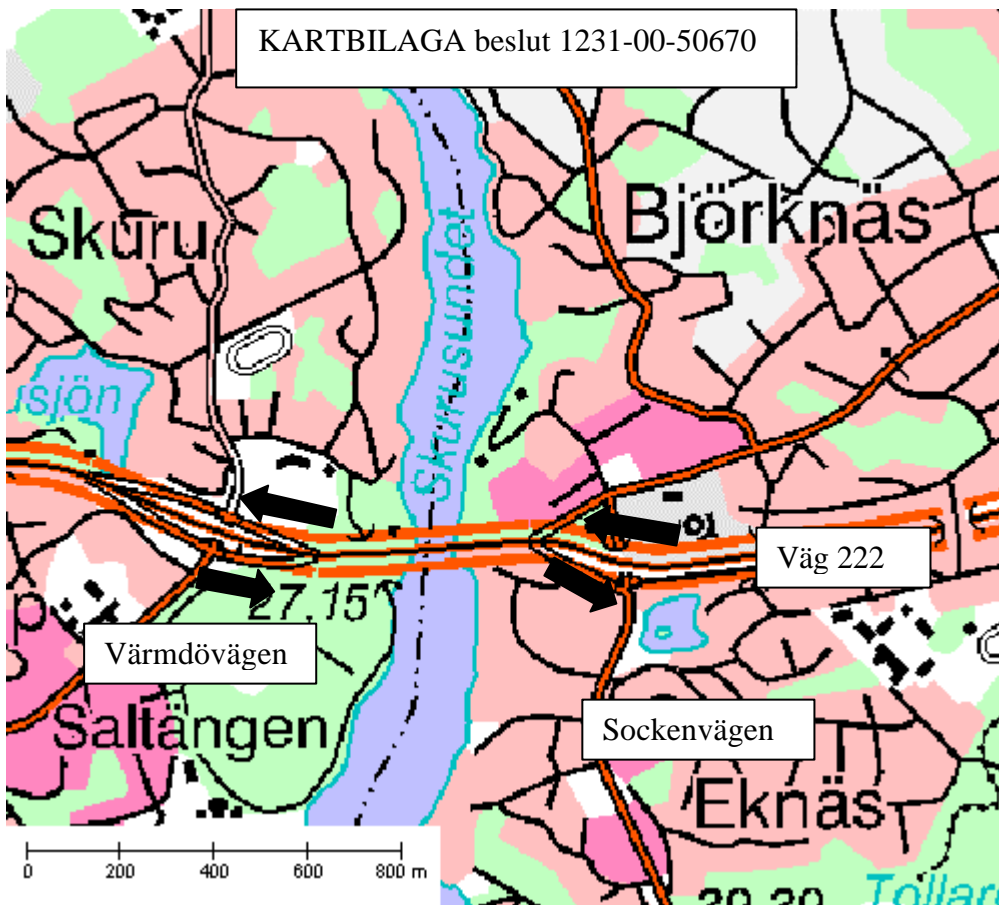 KARTBILAGA beslut 1231-00-50670
Björknäs
Skuru
Skurusundet
sjön
Väg 222
27.15
Värmdövägen
Sockenvägen
Saltängen
Eknäs
0 200 400 600 800 m